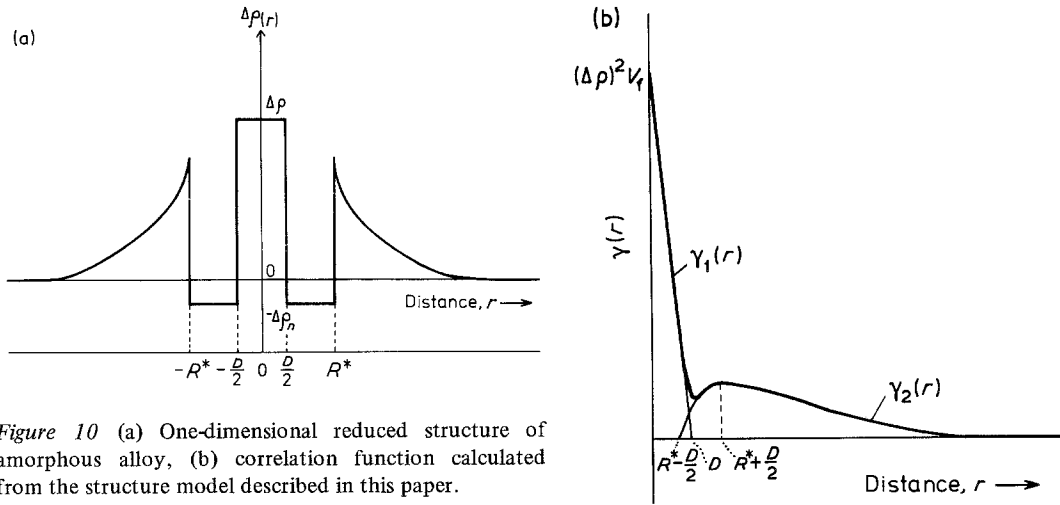 (a)
Δρ(r)
Δρ
0
Distance, r
-Δρₙ
-R* -D/2 0 D/2 R*
Figure 10 (a) One-dimensional reduced structure of
amorphous alloy, (b) correlation function calculated
from the structure model described in this paper.
(b)
(Δρ)²V_f
γ(r)
γ₁(r)
γ₂(r)
R*-D/2 D R*+D/2
Distance, r